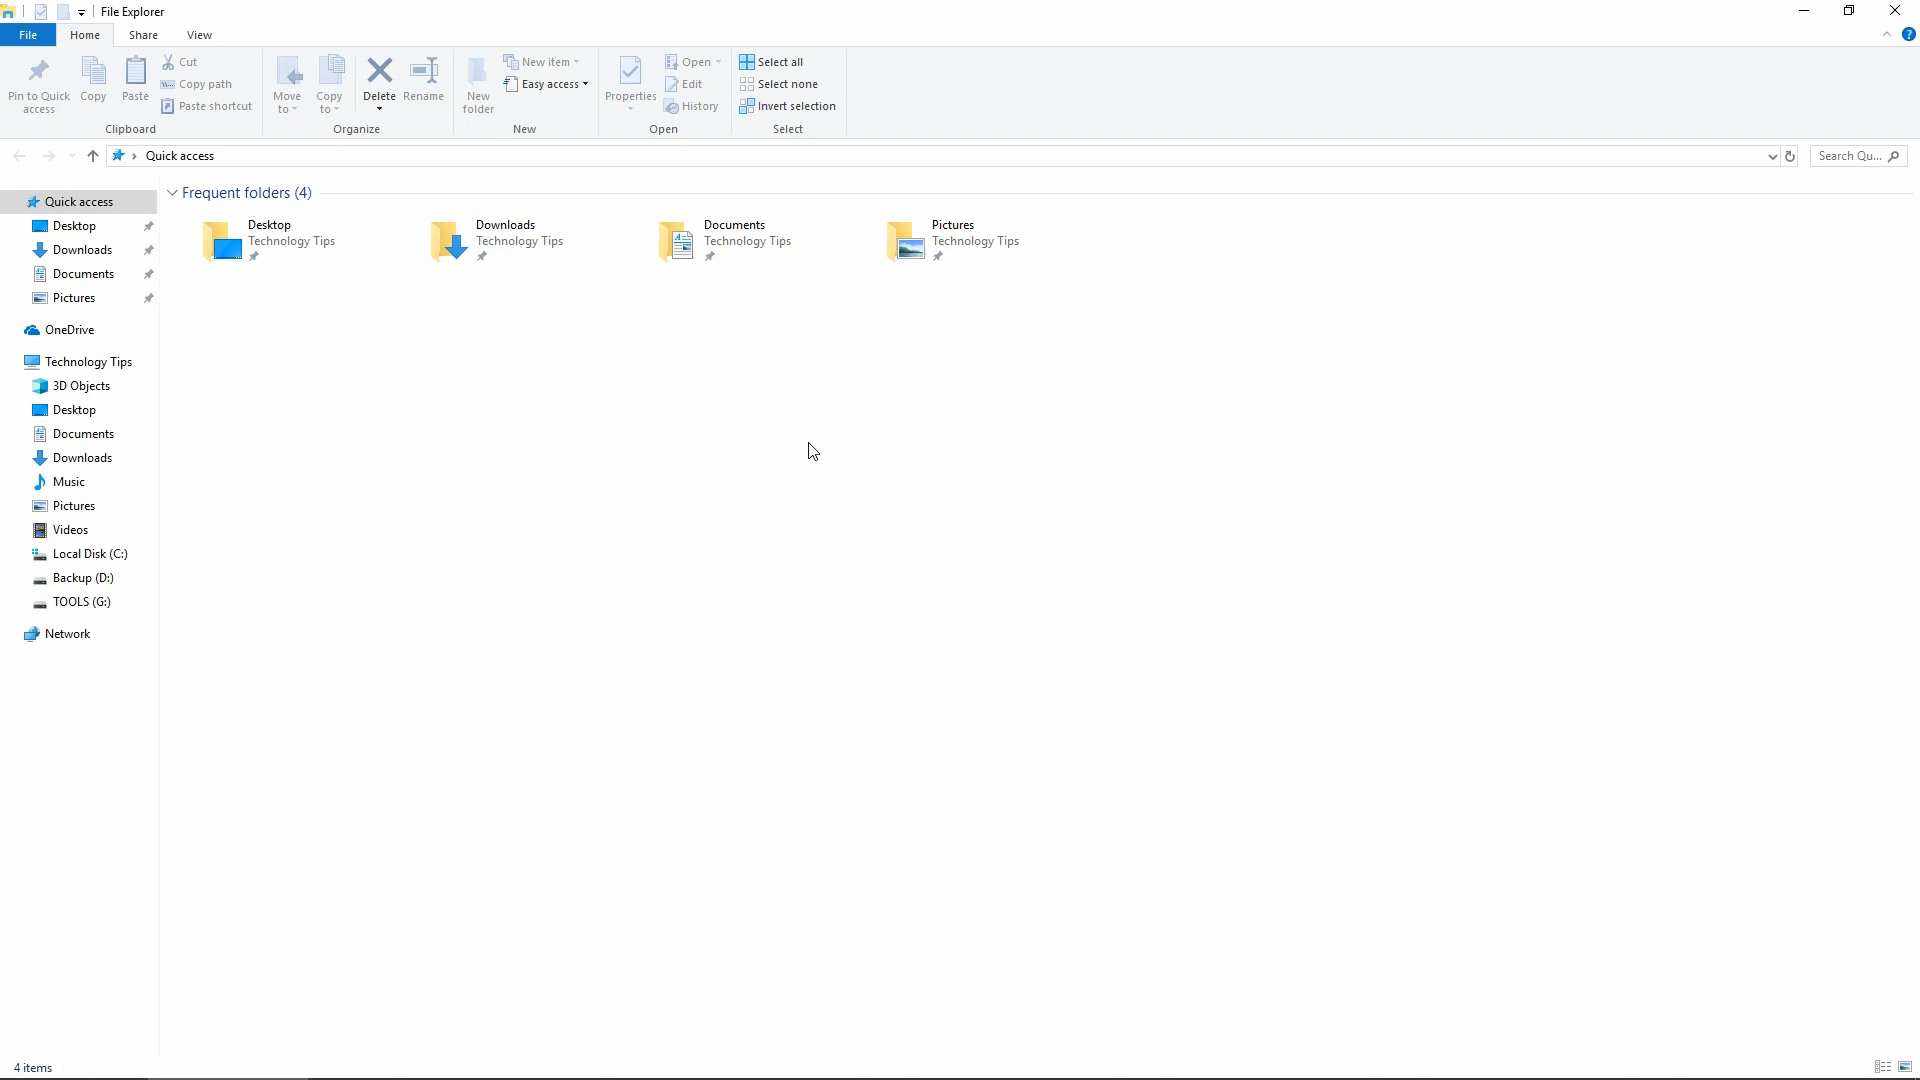 File Explorer
File Home Share View
Pin to Quick access
Copy
Paste
Cut
Copy path
Paste shortcut
Clipboard
Move to
Copy to
Delete
Rename
Organize
New folder
New item
Easy access
New
Properties
Open
Edit
History
Open
Select all
Select none
Invert selection
Select
Quick access
Search Qu...
Quick access
Desktop
Downloads
Documents
Pictures
OneDrive
Technology Tips
3D Objects
Desktop
Documents
Downloads
Music
Pictures
Videos
Local Disk (C:)
Backup (D:)
TOOLS (G:)
Network
Frequent folders (4)
Desktop
Technology Tips
Downloads
Technology Tips
Documents
Technology Tips
Pictures
Technology Tips
4 items